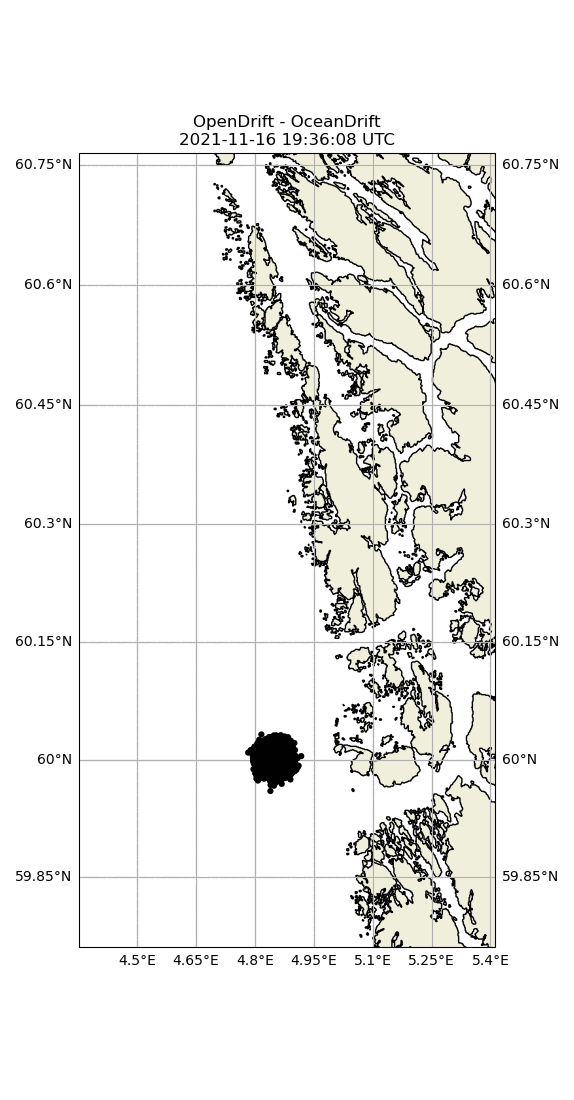 OpenDrift - OceanDrift
2021-11-16 19:36:08 UTC
60.75°N 60.75°N
60.6°N 60.6°N
60.45°N 60.45°N
60.3°N 60.3°N
60.15°N 60.15°N
60°N 60°N
59.85°N 59.85°N
4.5°E 4.65°E 4.8°E 4.95°E 5.1°E 5.25°E 5.4°E